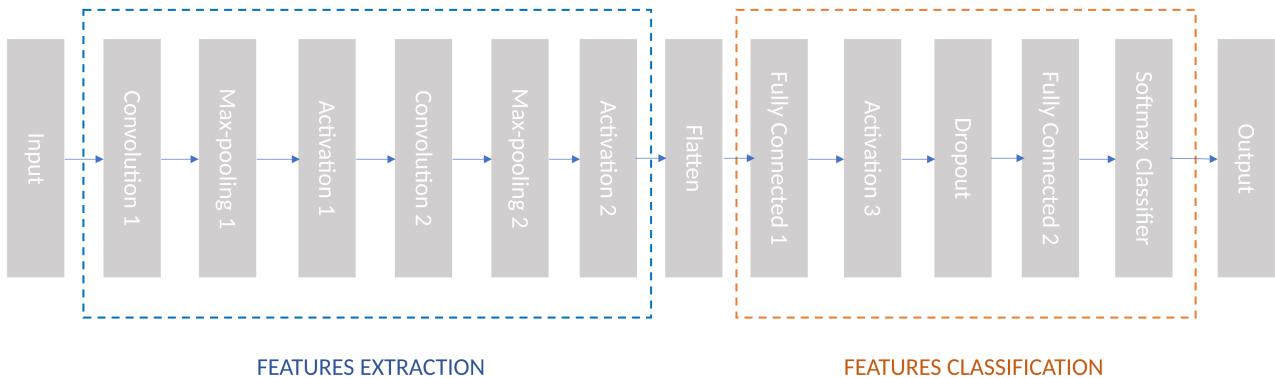 Input
Convolution 1
Max-pooling 1
Activation 1
Convolution 2
Max-pooling 2
Activation 2
Flatten
Fully Connected 1
Activation 3
Dropout
Fully Connected 2
Softmax Classifier
Output
FEATURES EXTRACTION
FEATURES CLASSIFICATION